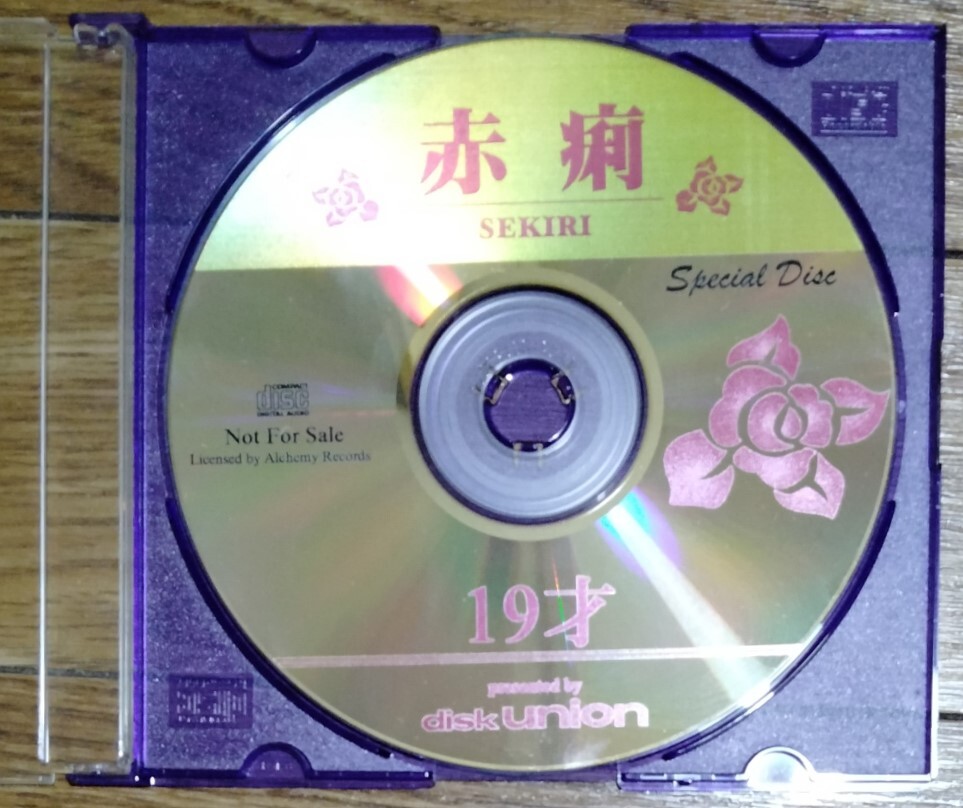 赤痢
SEKIRI
Special Disc
COMPACT
disc
DIGITAL AUDIO
Not For Sale
Licensed by Alchemy Records
19才
presented by
disk union